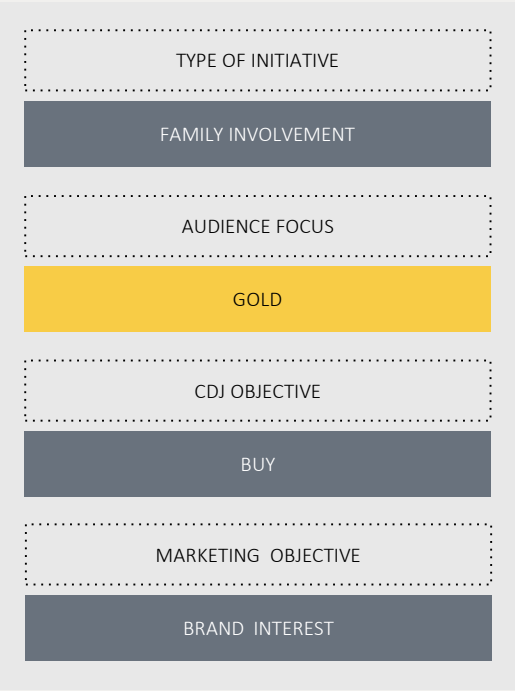 TYPE OF INITIATIVE
FAMILY INVOLVEMENT
AUDIENCE FOCUS
GOLD
CDJ OBJECTIVE
BUY
MARKETING OBJECTIVE
BRAND INTEREST